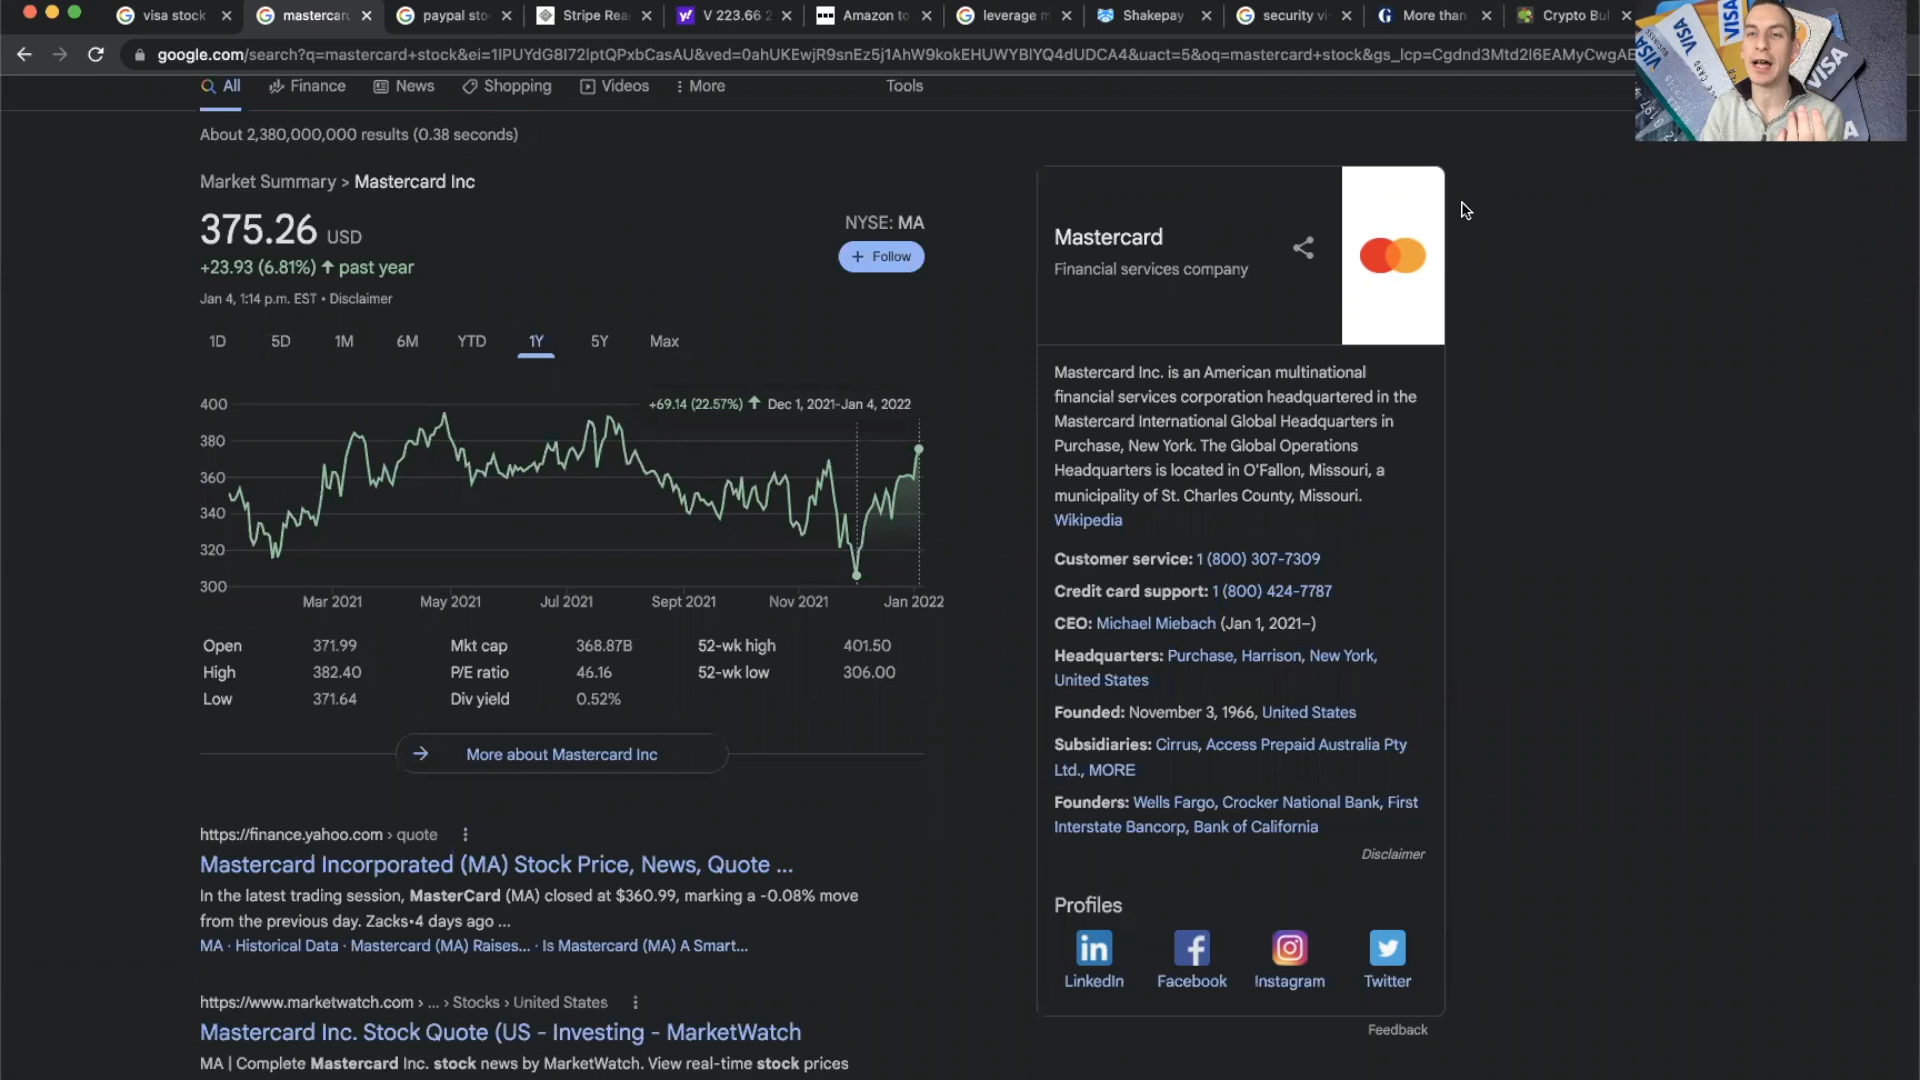 visa stock
mastercard
paypal sto
Stripe Rea
V 223.66 2
Amazon to
leverage
Shakepay
security vi
More than
Crypto Bul
google.com/search?q=mastercard+stock&ei=1IPUYdG8I72IptQPxbCasAU&ved=0ahUKEwjR9snEz5j1AhW9kokEHUWYBlYQ4dUDCA4&uact=5&oq=mastercard+stock&gs_lcp=Cgdnd3Mtd2l6EAMyCwgAE
All
Finance
News
Shopping
Videos
More
Tools
About 2,380,000,000 results (0.38 seconds)
Market Summary > Mastercard Inc
375.26 USD
+23.93 (6.81%) ↑ past year
Jan 4, 1:14 p.m. EST • Disclaimer
NYSE: MA
+ Follow
1D
5D
1M
6M
YTD
1Y
5Y
Max
+69.14 (22.57%) ↑ Dec 1, 2021-Jan 4, 2022
400
380
360
340
320
300
Mar 2021
May 2021
Jul 2021
Sept 2021
Nov 2021
Jan 2022
Open 371.99 Mkt cap 368.87B 52-wk high 401.50
High 382.40 P/E ratio 46.16 52-wk low 306.00
Low 371.64 Div yield 0.52%
→ More about Mastercard Inc
https://finance.yahoo.com › quote
Mastercard Incorporated (MA) Stock Price, News, Quote ...
In the latest trading session, MasterCard (MA) closed at $360.99, marking a -0.08% move
from the previous day. Zacks•4 days ago ...
MA · Historical Data · Mastercard (MA) Raises... · Is Mastercard (MA) A Smart...
https://www.marketwatch.com › ... › Stocks › United States
Mastercard Inc. Stock Quote (US - Investing - MarketWatch
MA | Complete Mastercard Inc. stock news by MarketWatch. View real-time stock prices
Mastercard
Financial services company
Mastercard Inc. is an American multinational
financial services corporation headquartered in the
Mastercard International Global Headquarters in
Purchase, New York. The Global Operations
Headquarters is located in O'Fallon, Missouri, a
municipality of St. Charles County, Missouri.
Wikipedia
Customer service: 1 (800) 307-7309
Credit card support: 1 (800) 424-7787
CEO: Michael Miebach (Jan 1, 2021–)
Headquarters: Purchase, Harrison, New York,
United States
Founded: November 3, 1966, United States
Subsidiaries: Cirrus, Access Prepaid Australia Pty
Ltd., MORE
Founders: Wells Fargo, Crocker National Bank, First
Interstate Bancorp, Bank of California
Disclaimer
Profiles
LinkedIn
Facebook
Instagram
Twitter
Feedback
VISA
VISA
VISA